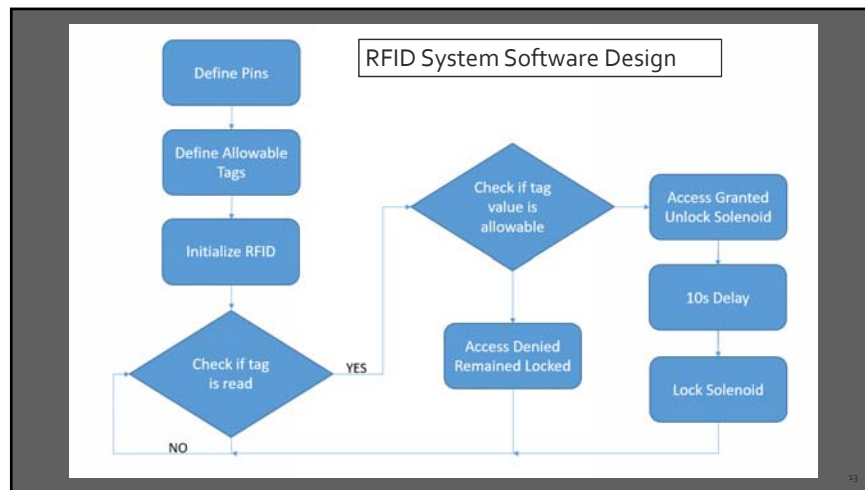 RFID System Software Design
Define Pins
Define Allowable
Tags
Initialize RFID
Check if tag
is read
YES
NO
Check if tag
value is
allowable
Access Granted
Unlock Solenoid
10s Delay
Lock Solenoid
Access Denied
Remained Locked
13